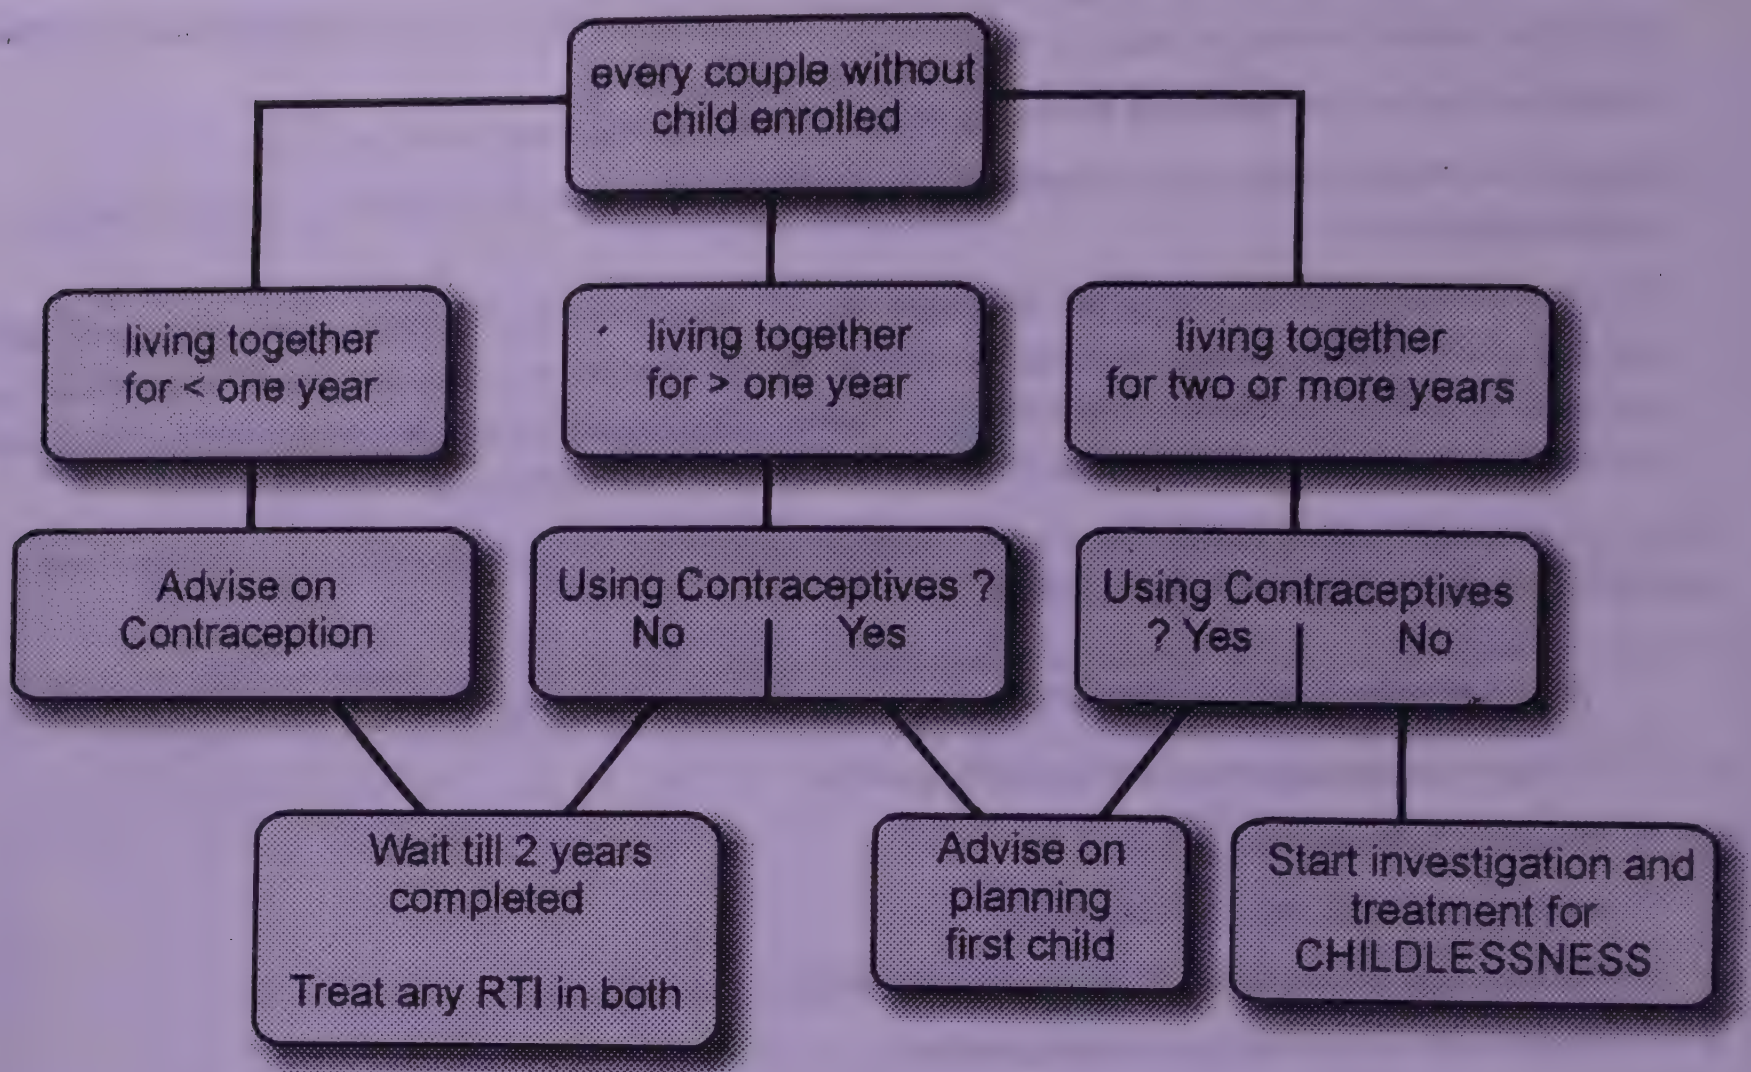 every couple without
child enrolled
living together
for < one year
living together
for > one year
living together
for two or more years
Advise on
Contraception
Using Contraceptives ?
No | Yes
Using Contraceptives
? Yes | No
Wait till 2 years
completed
Treat any RTI in both
Advise on
planning
first child
Start investigation and
treatment for
CHILDLESSNESS